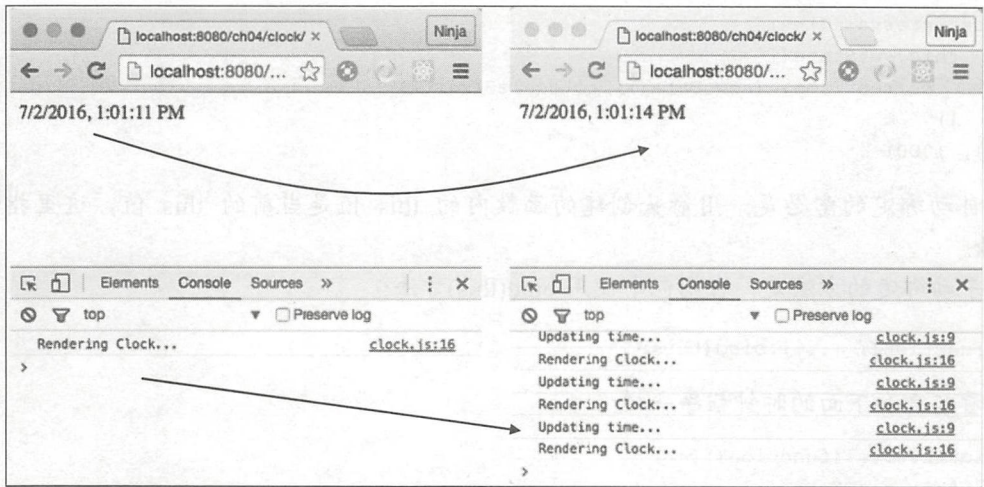 localhost:8080/ch04/clock/ ×
Ninja
localhost:8080/...
7/2/2016, 1:01:11 PM
Elements Console Sources »
top
Preserve log
Rendering Clock...
clock.js:16
>
localhost:8080/ch04/clock/ ×
Ninja
localhost:8080/...
7/2/2016, 1:01:14 PM
Elements Console Sources »
top
Preserve log
Updating time...
clock.js:9
Rendering Clock...
clock.js:16
Updating time...
clock.js:9
Rendering Clock...
clock.js:16
Updating time...
clock.js:9
Rendering Clock...
clock.js:16
>